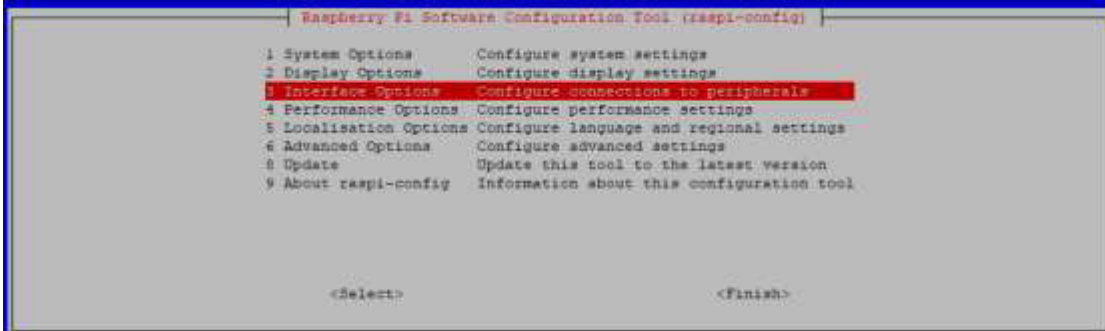 Raspberry Pi Software Configuration Tool (raspi-config)
1 System Options Configure system settings
2 Display Options Configure display settings
3 Interface Options Configure connections to peripherals
4 Performance Options Configure performance settings
5 Localisation Options Configure language and regional settings
6 Advanced Options Configure advanced settings
8 Update Update this tool to the latest version
9 About raspi-config Information about this configuration tool
<Select> <Finish>